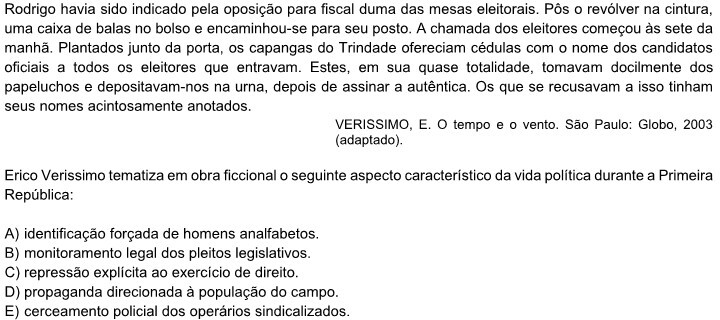 Rodrigo havia sido indicado pela oposição para fiscal duma das mesas eleitorais. Pôs o revólver na cintura,
uma caixa de balas no bolso e encaminhou-se para seu posto. A chamada dos eleitores começou às sete da
manhã. Plantados junto da porta, os capangas do Trindade ofereciam cédulas com o nome dos candidatos
oficiais a todos os eleitores que entravam. Estes, em sua quase totalidade, tomavam docilmente dos
papeluchos e depositavam-nos na urna, depois de assinar a autêntica. Os que se recusavam a isso tinham
seus nomes acintosamente anotados.
VERISSIMO, E. O tempo e o vento. São Paulo: Globo, 2003
(adaptado).
Erico Verissimo tematiza em obra ficcional o seguinte aspecto característico da vida política durante a Primeira
República:
A) identificação forçada de homens analfabetos.
B) monitoramento legal dos pleitos legislativos.
C) repressão explícita ao exercício de direito.
D) propaganda direcionada à população do campo.
E) cerceamento policial dos operários sindicalizados.